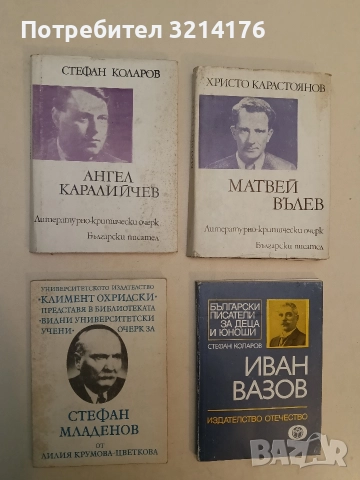 Потребител 3214176
СТЕФАН КОЛАРОВ
АНГЕЛ
КАРАЛИЙЧЕВ
Литературно-критически очерк
Български писател
ХРИСТО КАРАСТОЯНОВ
МАТВЕЙ
ВЪЛЕВ
Литературно-критически очерк
Български писател
УНИВЕРСИТЕТСКОТО ИЗДАТЕЛСТВО
"КЛИМЕНТ ОХРИДСКИ"
ПРЕДСТАВЯ В БИБЛИОТЕКАТА
"ВИДНИ УНИВЕРСИТЕТСКИ
УЧЕНИ" ОЧЕРК ЗА
СТЕФАН
МЛАДЕНОВ
ОТ
ЛИЛИЯ КРУМОВА-ЦВЕТКОВА
БЪЛГАРСКИ
ПИСАТЕЛИ
ЗА ДЕЦА
И ЮНОШИ
СТЕФАН КОЛАРОВ
ИВАН
ВАЗОВ
ИЗДАТЕЛСТВО ОТЕЧЕСТВО
BAZAR